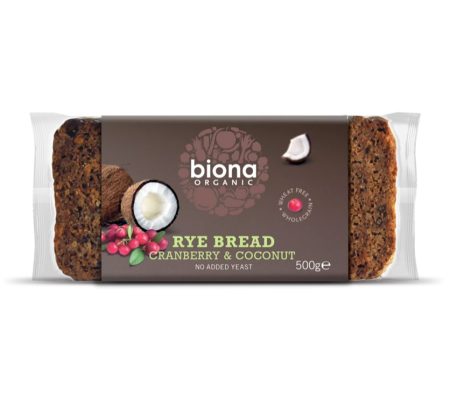 biona
ORGANIC
WHEAT FREE
WHOLEGRAIN
RYE BREAD
CRANBERRY & COCONUT
NO ADDED YEAST
500g℮